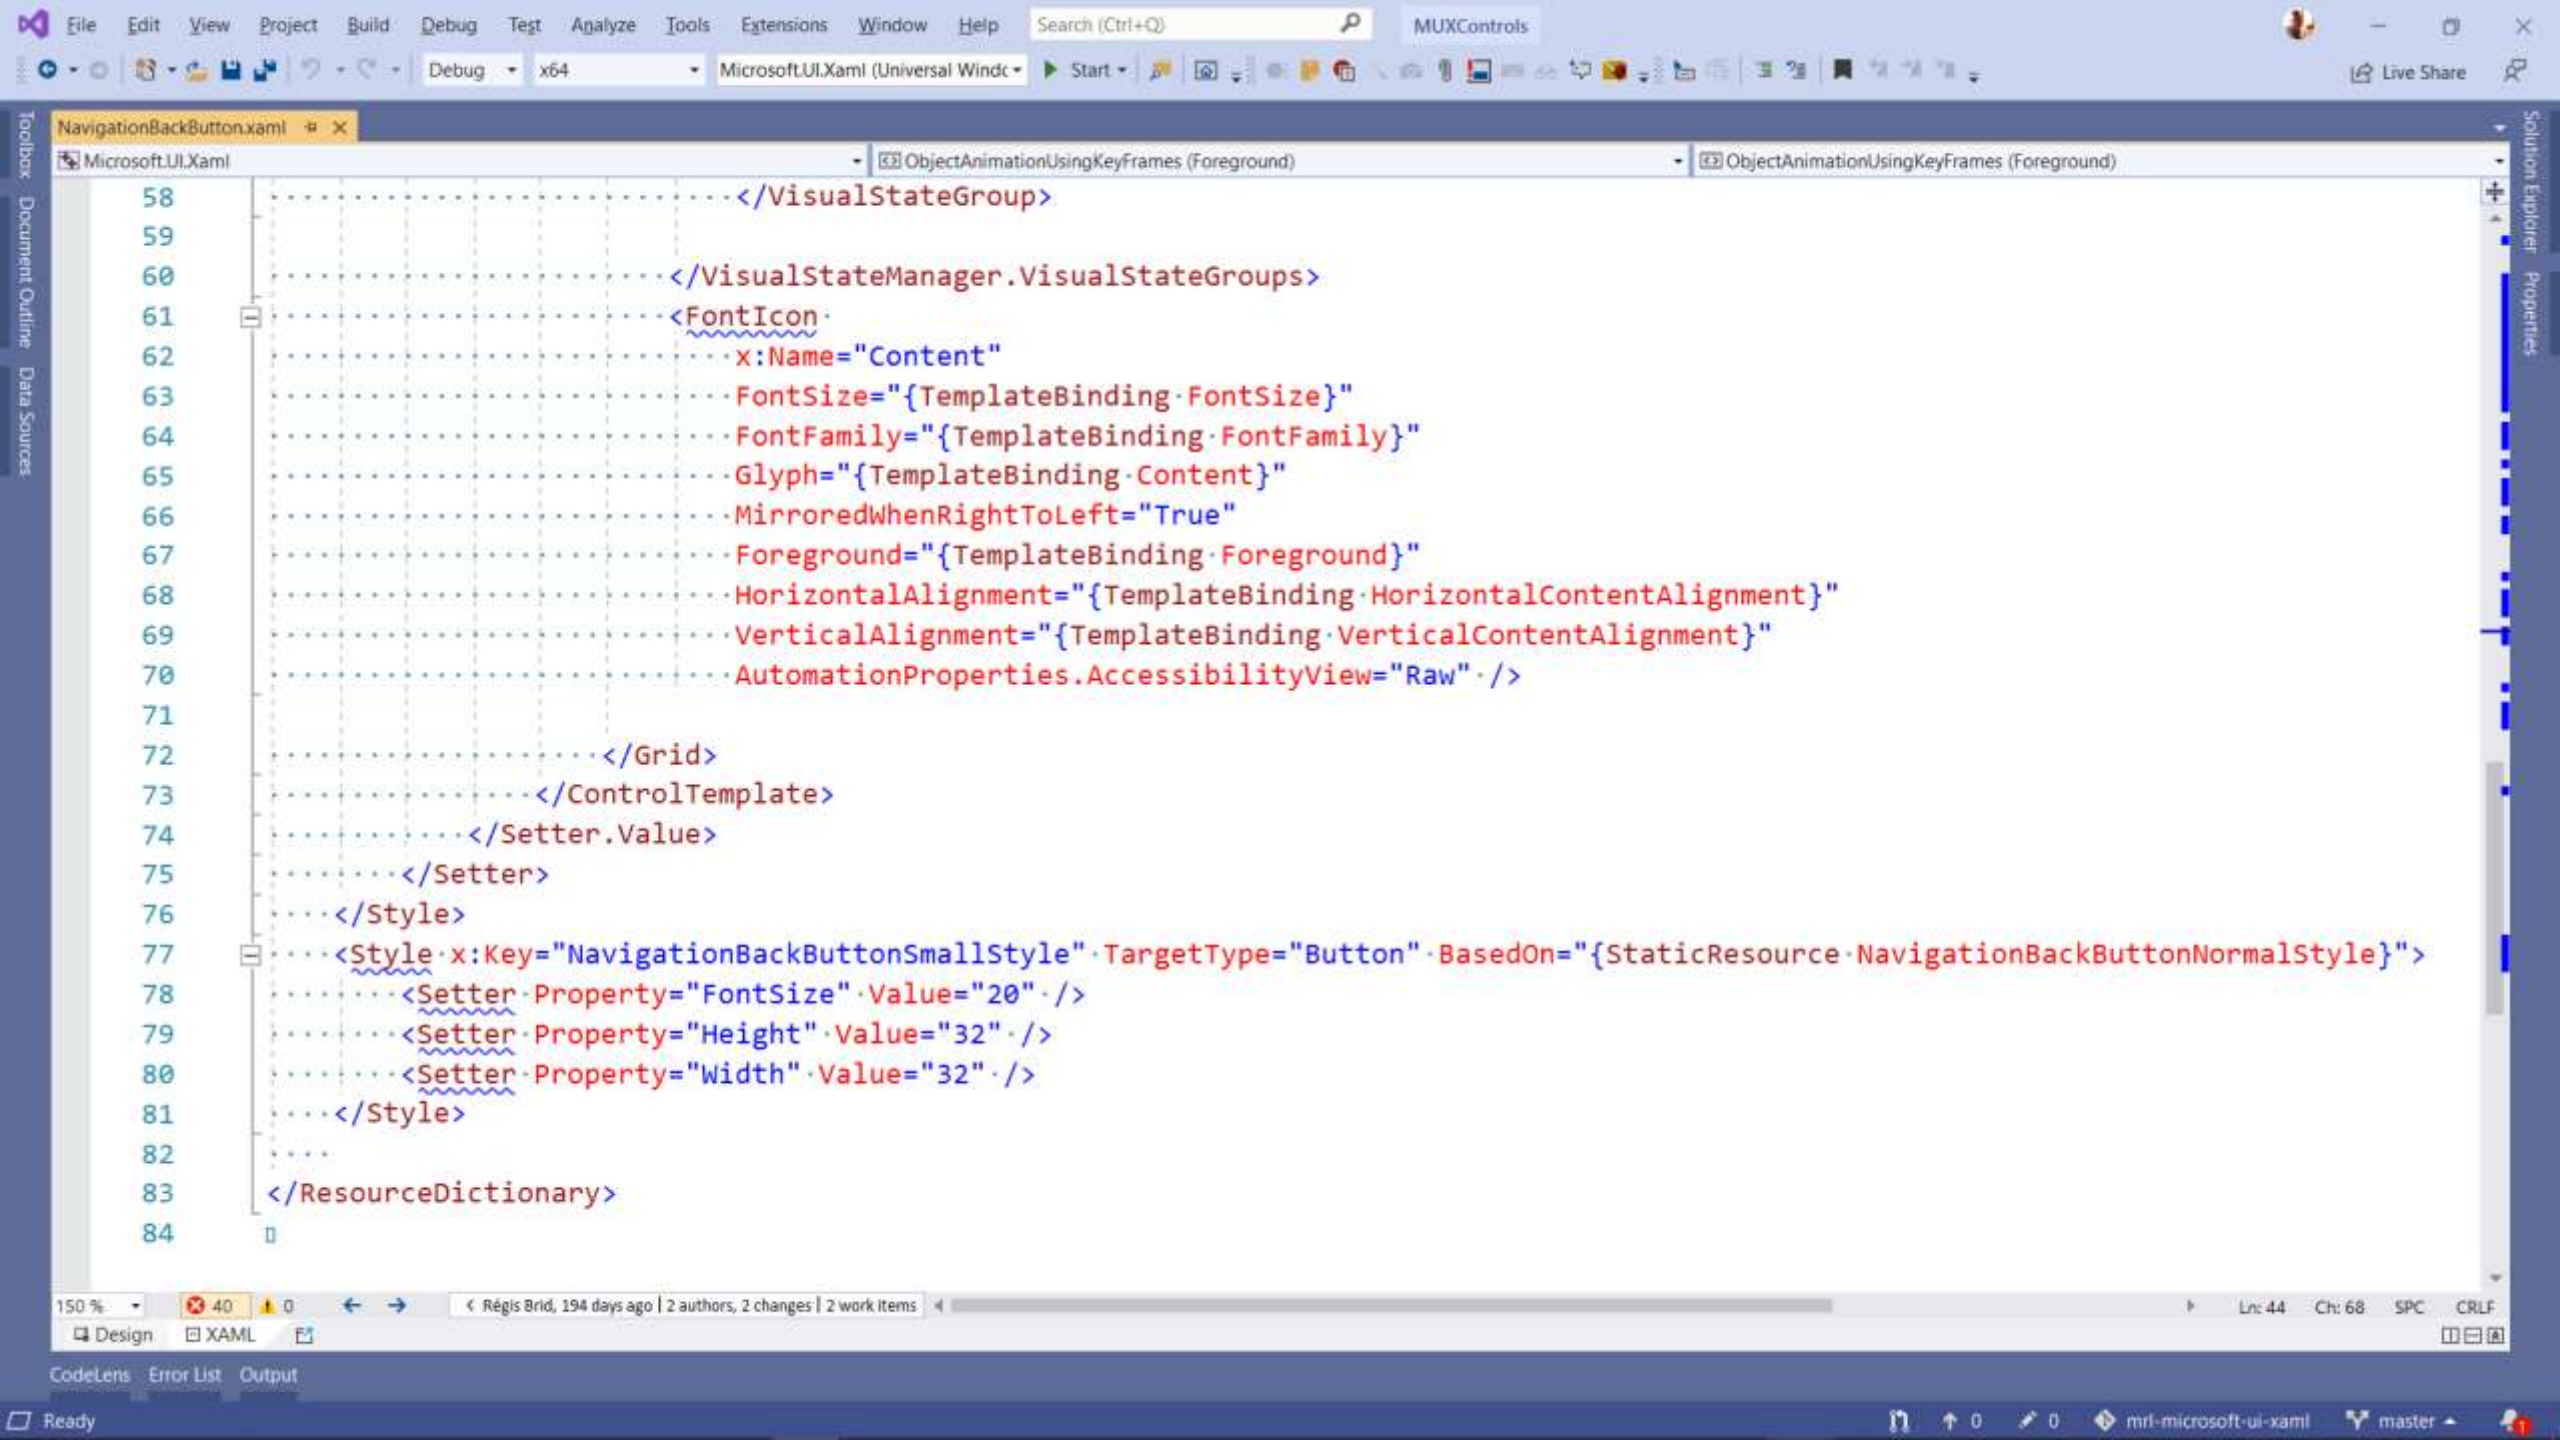 File Edit View Project Build Debug Test Analyze Tools Extensions Window Help Search (Ctrl+Q) MUXControls
Debug x64 Microsoft.UI.Xaml (Universal Windc Start Live Share
Toolbox
Document Outline
Data Sources
Solution Explorer
Properties
NavigationBackButton.xaml
Microsoft.UI.Xaml ObjectAnimationUsingKeyFrames (Foreground) ObjectAnimationUsingKeyFrames (Foreground)
58 </VisualStateGroup>
59
60 </VisualStateManager.VisualStateGroups>
61 <FontIcon
62 x:Name="Content"
63 FontSize="{TemplateBinding FontSize}"
64 FontFamily="{TemplateBinding FontFamily}"
65 Glyph="{TemplateBinding Content}"
66 MirroredWhenRightToLeft="True"
67 Foreground="{TemplateBinding Foreground}"
68 HorizontalAlignment="{TemplateBinding HorizontalContentAlignment}"
69 VerticalAlignment="{TemplateBinding VerticalContentAlignment}"
70 AutomationProperties.AccessibilityView="Raw" />
71
72 </Grid>
73 </ControlTemplate>
74 </Setter.Value>
75 </Setter>
76 </Style>
77 <Style x:Key="NavigationBackButtonSmallStyle" TargetType="Button" BasedOn="{StaticResource NavigationBackButtonNormalStyle}">
78 <Setter Property="FontSize" Value="20" />
79 <Setter Property="Height" Value="32" />
80 <Setter Property="Width" Value="32" />
81 </Style>
82
83 </ResourceDictionary>
84
150 % 40 0 Régis Brid, 194 days ago | 2 authors, 2 changes | 2 work items Ln: 44 Ch: 68 SPC CRLF
Design XAML
CodeLens Error List Output
Ready 0 0 mrl-microsoft-ui-xaml master 1